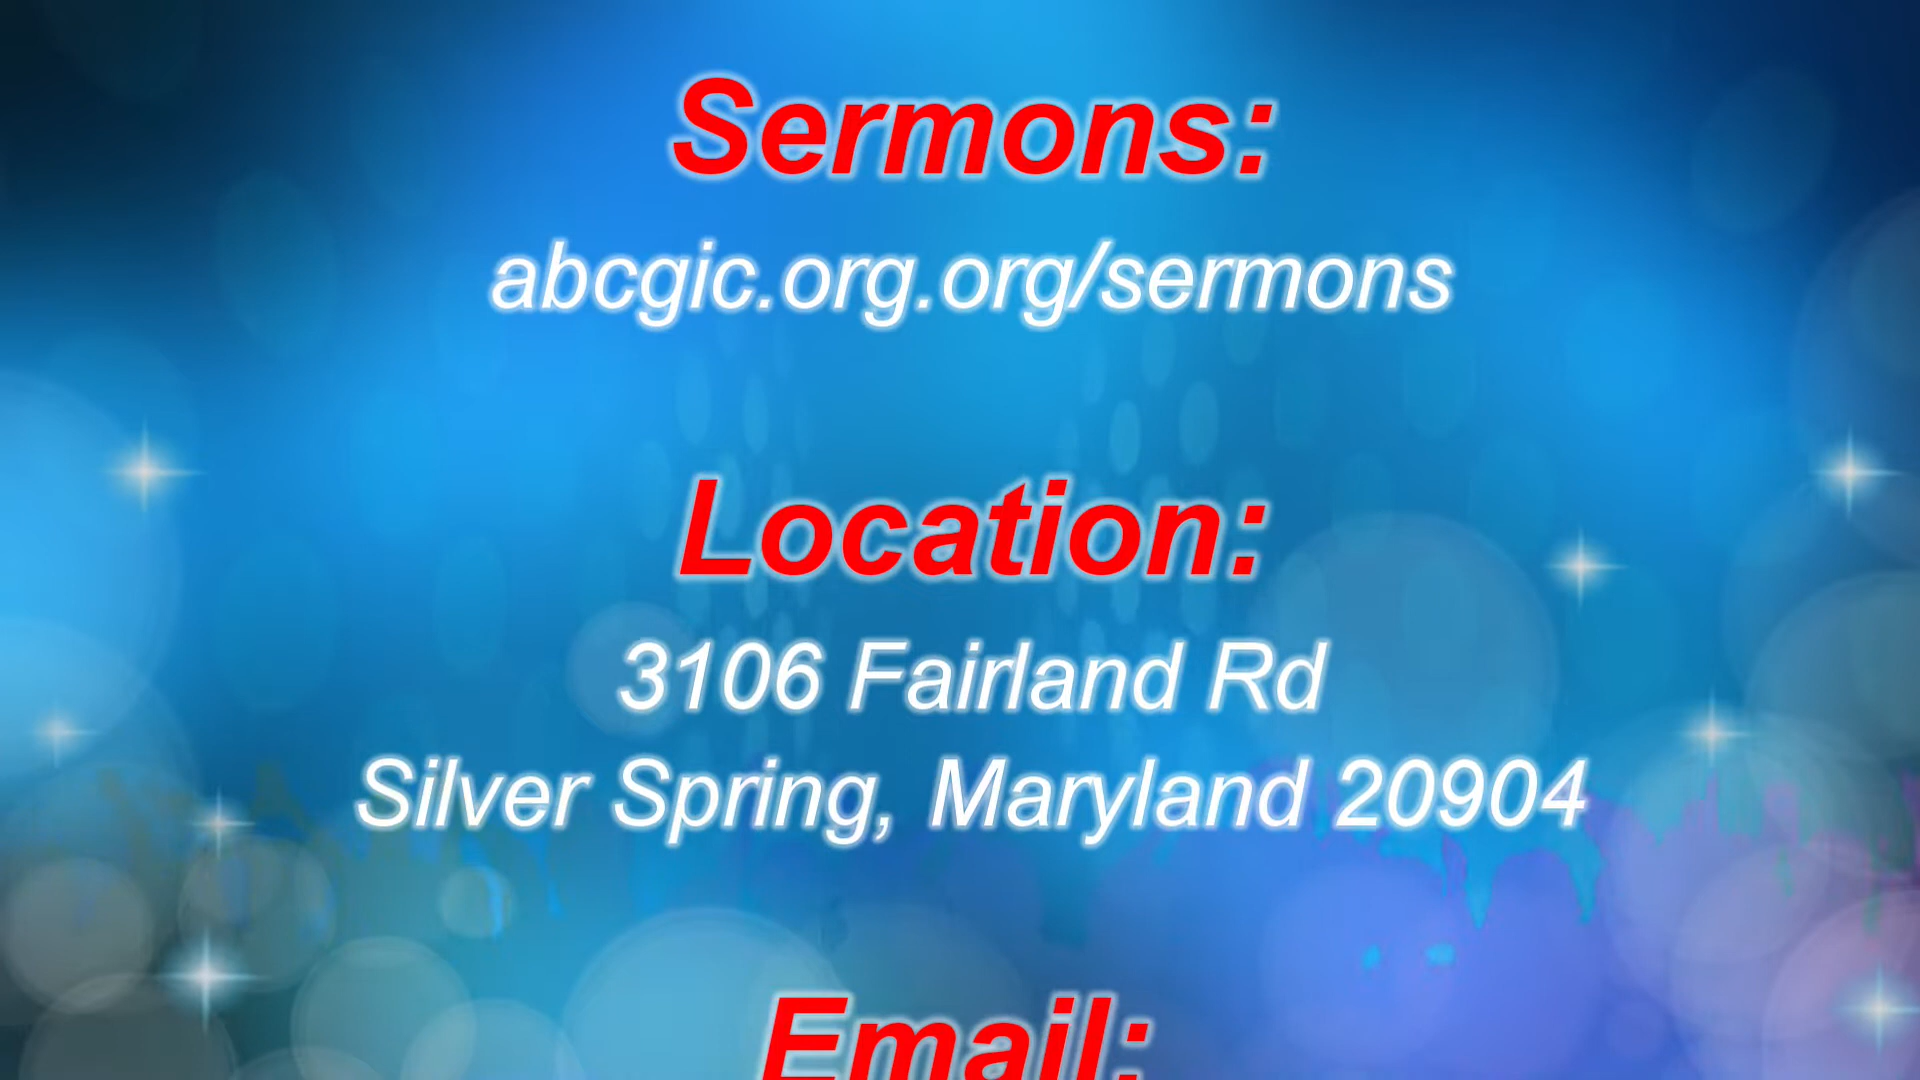 Sermons:
abcgic.org.org/sermons
Location:
3106 Fairland Rd
Silver Spring, Maryland 20904
Email: